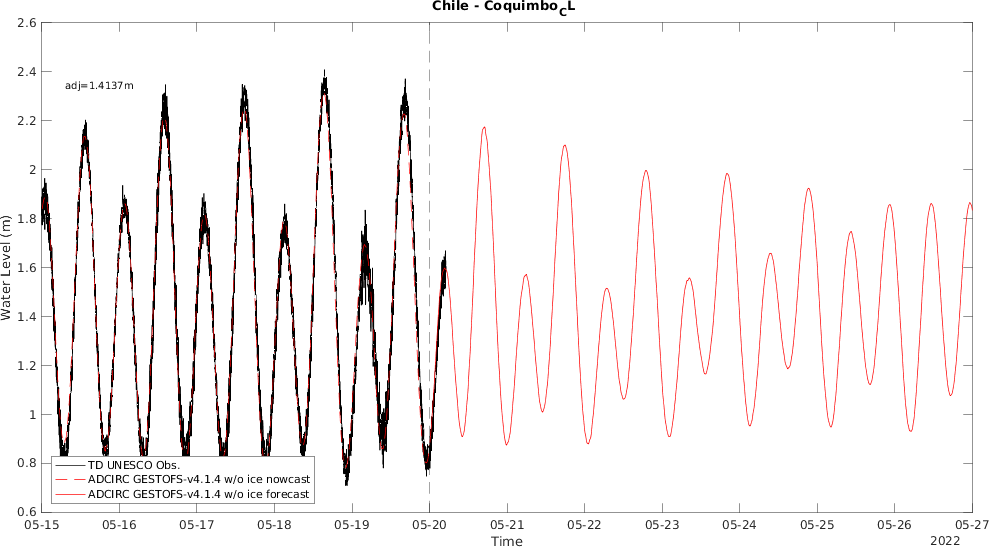 Chile - Coquimbo_CL
2.6
2.4
2.2
2
1.8
1.6
1.4
1.2
1
0.8
0.6
Water Level (m)
adj=1.4137m
TD UNESCO Obs.
ADCIRC GESTOFS-v4.1.4 w/o ice nowcast
ADCIRC GESTOFS-v4.1.4 w/o ice forecast
05-15 05-16 05-17 05-18 05-19 05-20 05-21 05-22 05-23 05-24 05-25 05-26 05-27
Time
2022